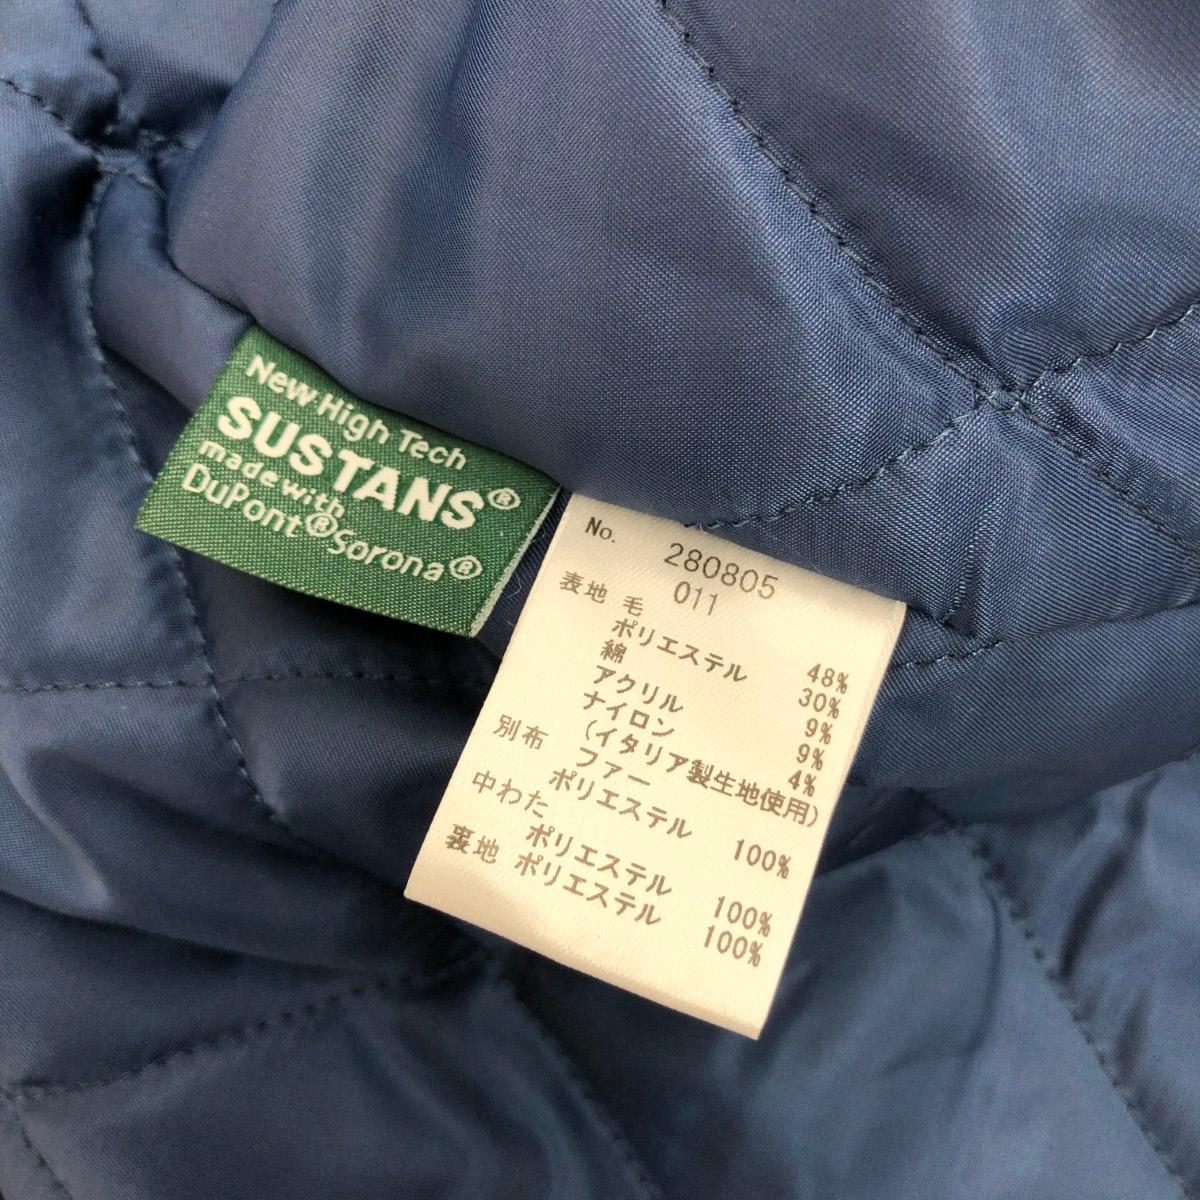 New High Tech
SUSTANS®
made with
DuPont®Sorona®
No. 280805
011
表地 毛 48%
ポリエステル 30%
綿 9%
アクリル 9%
ナイロン 4%
(イタリア製生地使用)
別布 ファー
ポリエステル 100%
中わた
ポリエステル 100%
裏地 ポリエステル 100%